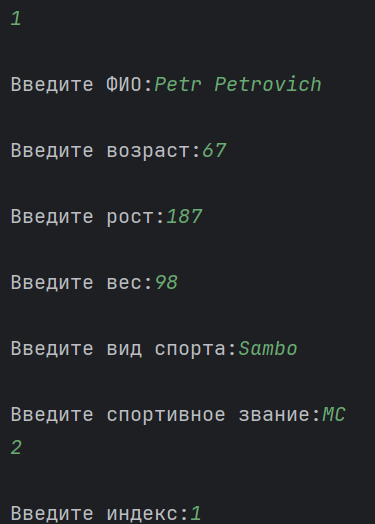 1
Введите ФИО:Petr Petrovich
Введите возраст:67
Введите рост:187
Введите вес:98
Введите вид спорта:Sambo
Введите спортивное звание:МС
2
Введите индекс:1